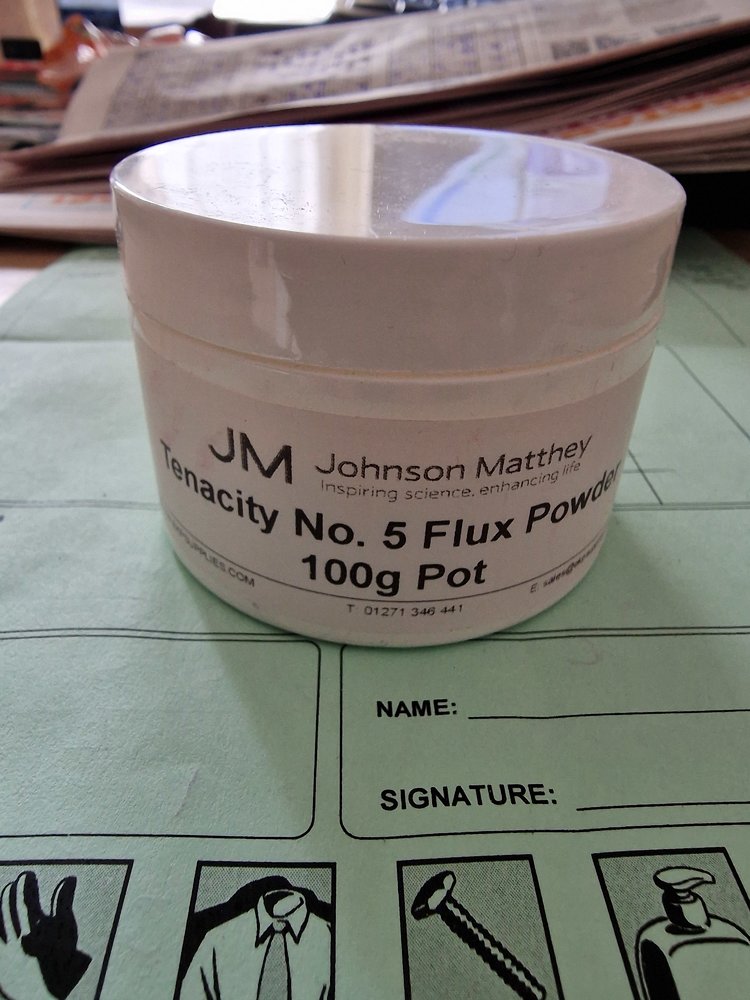 JM Johnson Matthey
Inspiring science, enhancing life
Tenacity No. 5 Flux Powder
100g Pot
T: 01271 346 441
NAME:
SIGNATURE: